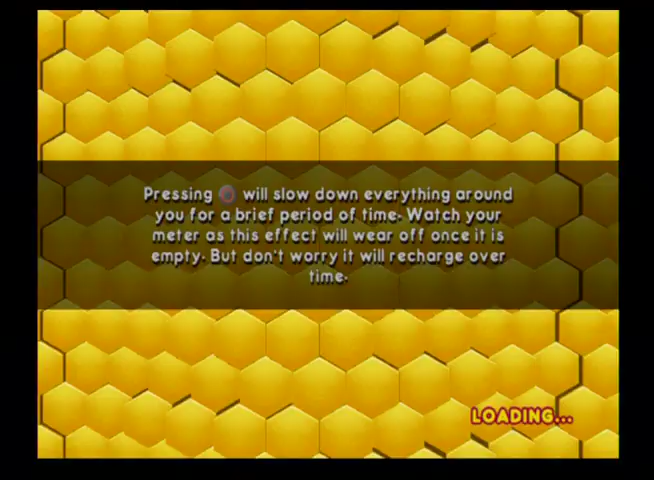 Pressing will slow down everything around
you for a brief period of time. Watch your
meter as this effect will wear off once it is
empty. But don't worry it will recharge over
time.
LOADING...